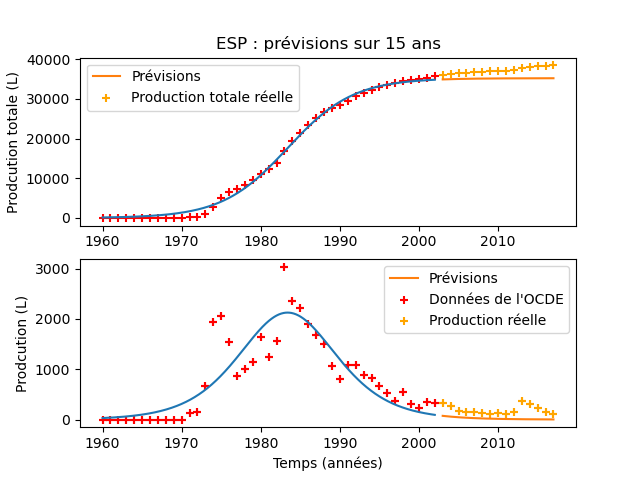 ESP : prévisions sur 15 ans
Prodcution totale (L)
40000
30000
20000
10000
0
Prévisions
Production totale réelle
1960 1970 1980 1990 2000 2010
Prodcution (L)
3000
2000
1000
0
Prévisions
Données de l'OCDE
Production réelle
1960 1970 1980 1990 2000 2010
Temps (années)